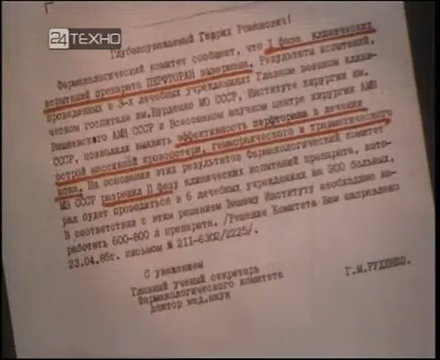 24 ТЕХНО
Глубокоуважаемый Генрих Романович!
Фармакологический комитет сообщает, что I фаза клинических
испытаний препарата ПЕРФТОРАН завершена. Результаты испытаний,
проведенных в 3-х лечебных учреждениях Главном военном клини-
ческом госпитале им.Бурденко МО СССР, Институте хирургии им.
Вишневского АМН СССР и Всесоюзном научном центре хирургии АМН
СССР, позволили выявить эффективность перфторана в лечении
острой массивной кровопотери, геморрагического и травматического
шока. На основании этих результатов Фармакологический комитет
МЗ СССР разрешил II фазу клинических испытаний препарата, кото-
рая будет проводиться в 6 лечебных учреждениях на 300 больных.
В соответствии с этим решением Вашему Институту необходимо на-
работать 600-800 л препарата. /Решение Комитета Вам направлено
23.04.85г. письмом № 211-6302/2225/.
С уважением
Главный ученый секретарь
Фармакологического комитета
доктор мед.наук
Г.М.РУДЕНКО.